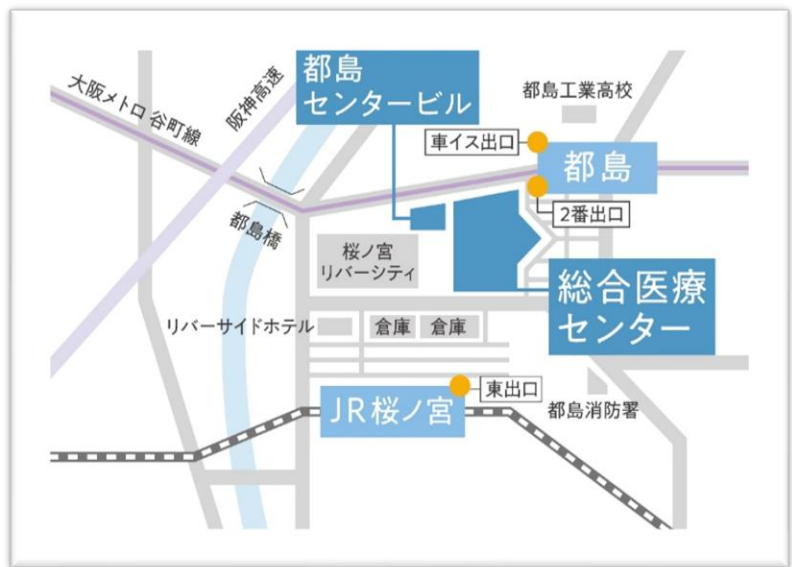 都島
センタービル
大阪メトロ 谷町線
阪神高速
都島工業高校
車イス出口
都島
2番出口
都島橋
桜ノ宮
リバーシティ
総合医療
センター
リバーサイドホテル
倉庫
倉庫
東出口
JR桜ノ宮
都島消防署